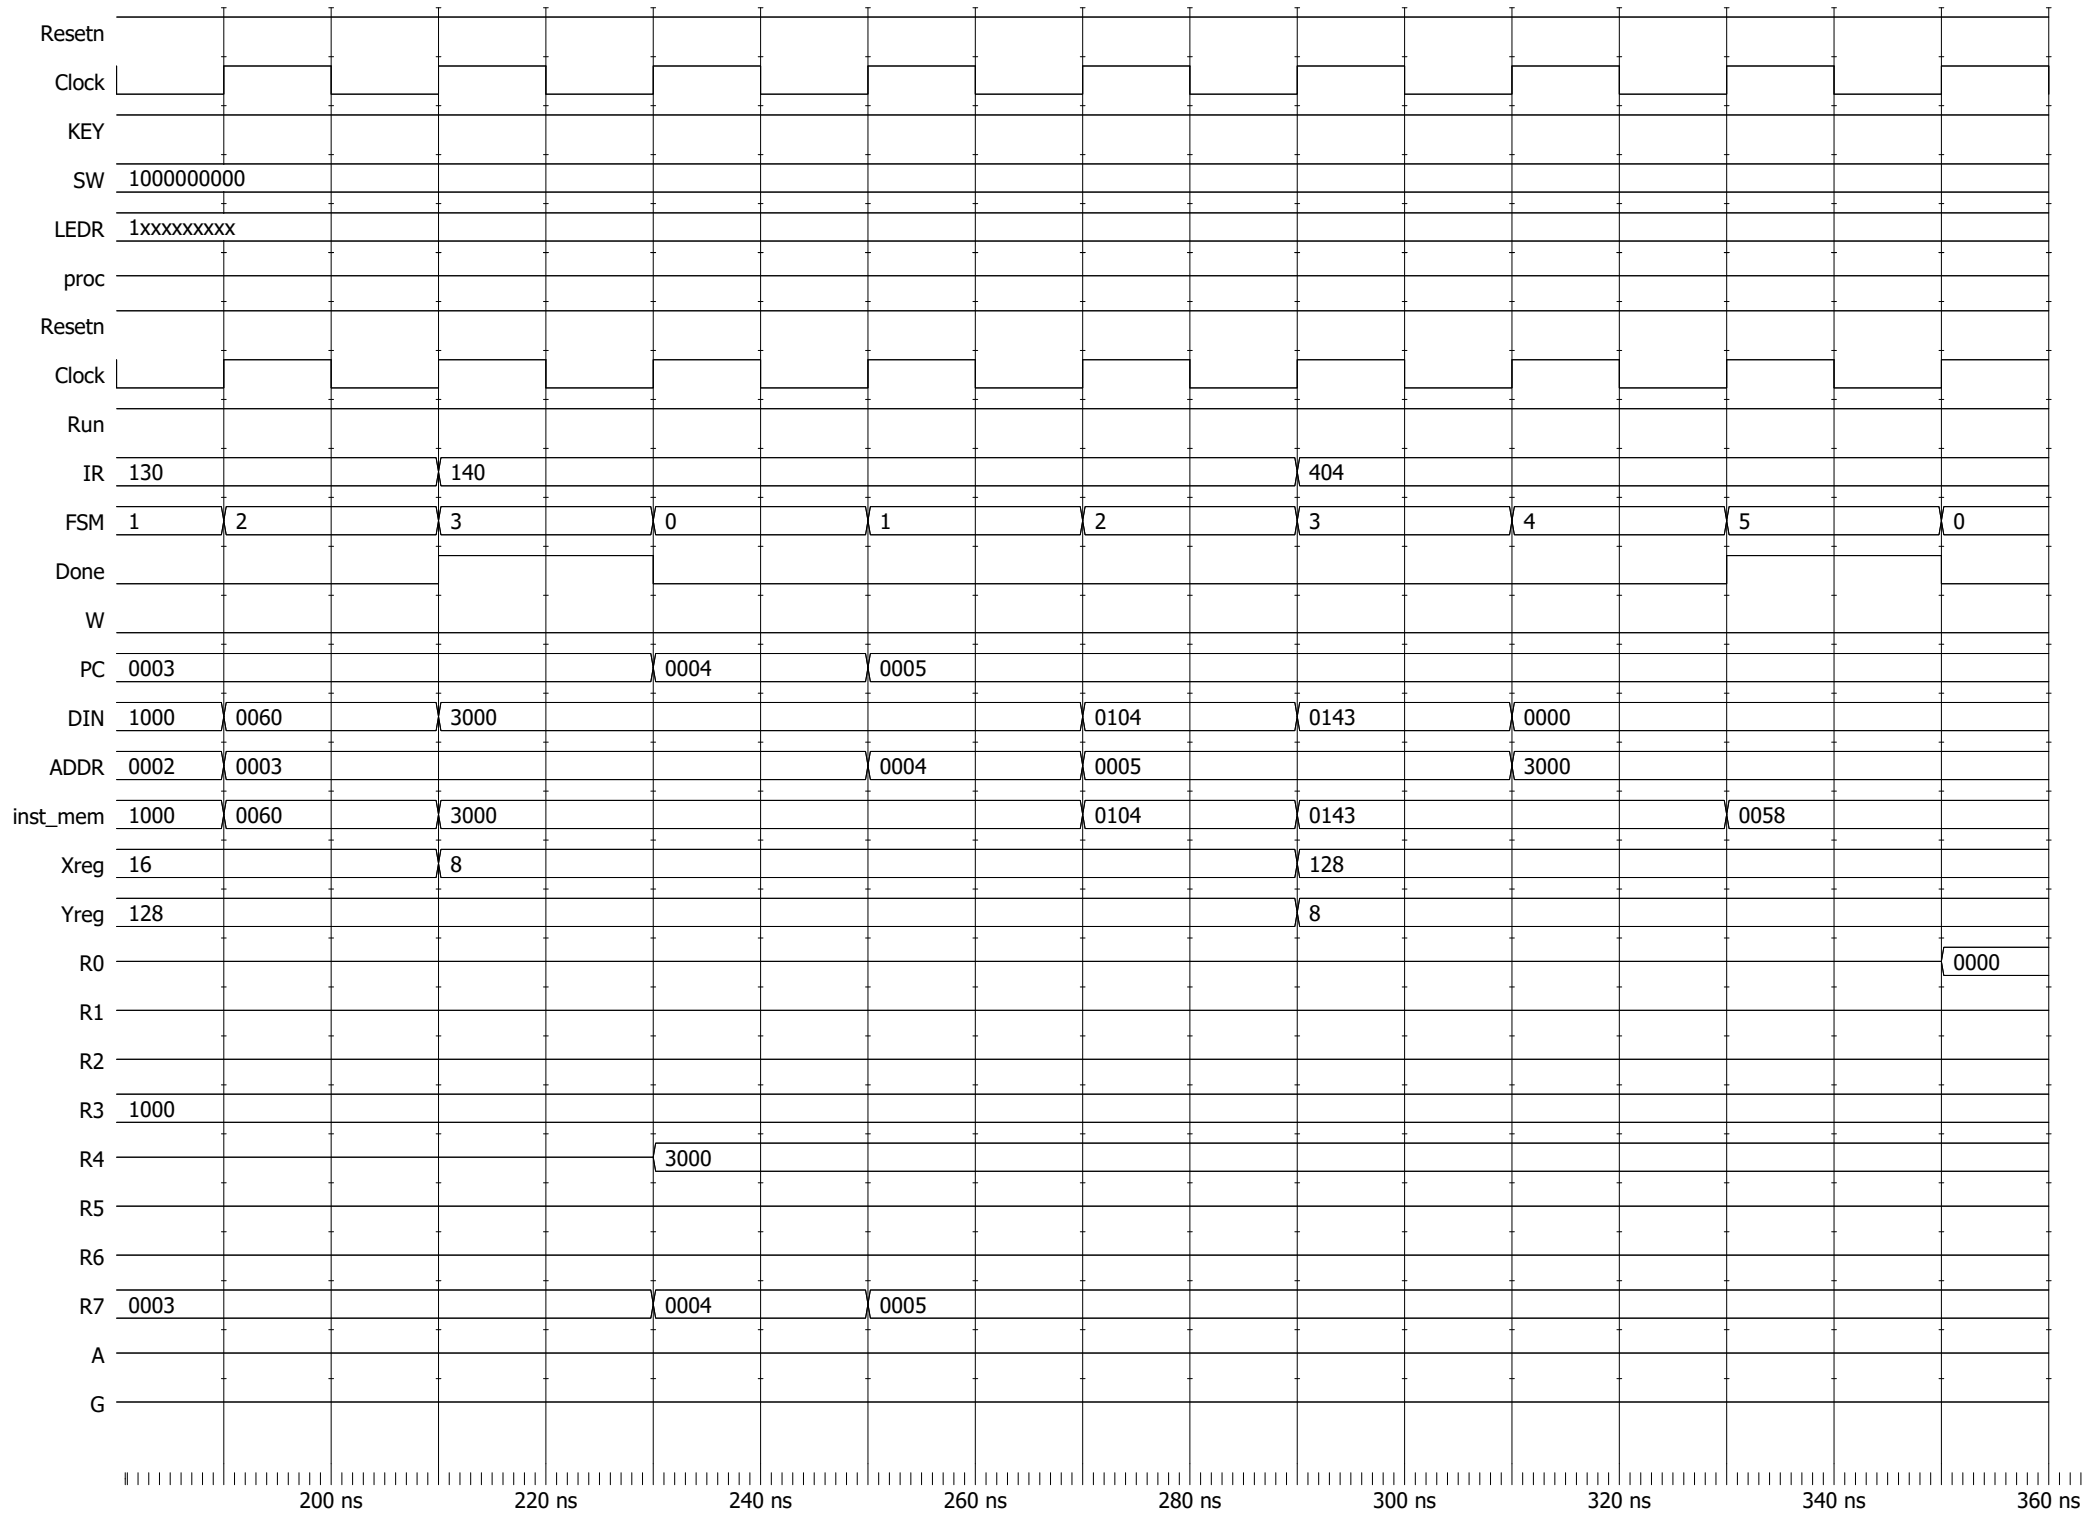 Resetn
Clock
KEY
SW 1000000000
LEDR 1xxxxxxxxx
proc
Resetn
Clock
Run
IR 130 140 404
FSM 1 2 3 0 1 2 3 4 5 0
Done
W
PC 0003 0004 0005
DIN 1000 0060 3000 0104 0143 0000
ADDR 0002 0003 0004 0005 3000
inst_mem 1000 0060 3000 0104 0143 0058
Xreg 16 8 128
Yreg 128 8
R0 0000
R1
R2
R3 1000
R4 3000
R5
R6
R7 0003 0004 0005
A
G
200 ns 220 ns 240 ns 260 ns 280 ns 300 ns 320 ns 340 ns 360 ns